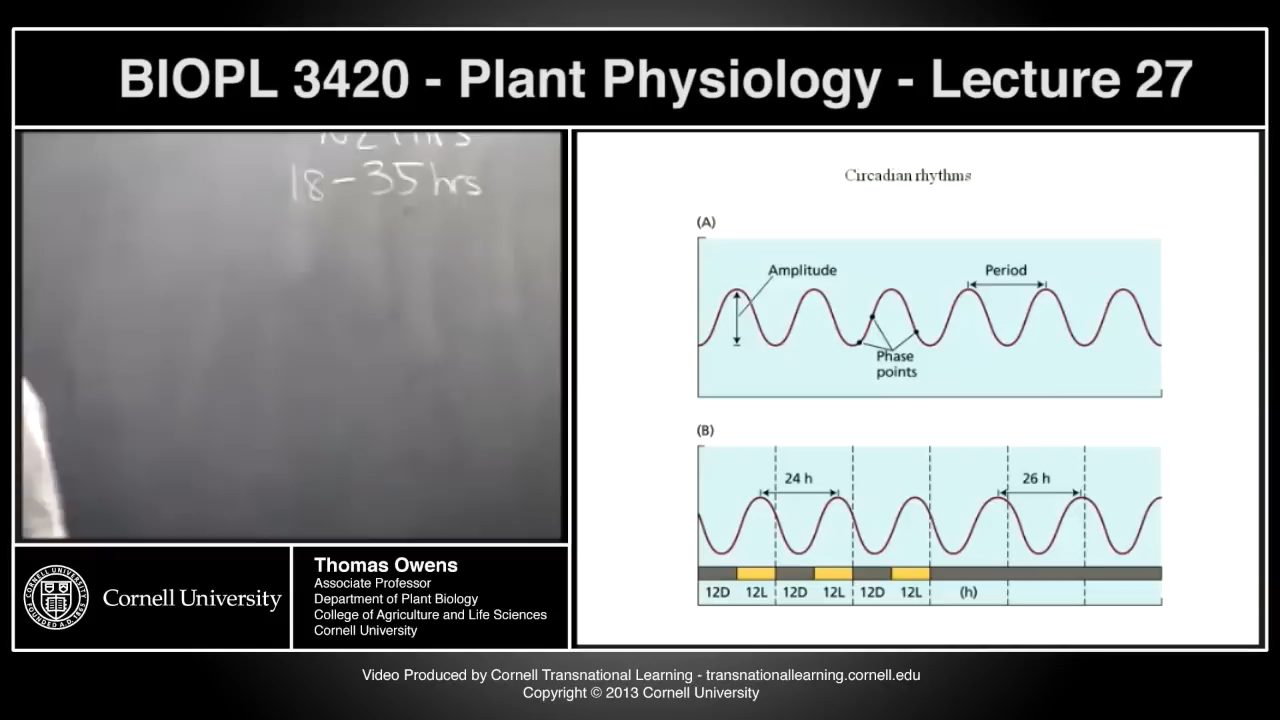 BIOPL 3420 - Plant Physiology - Lecture 27
18-35 hrs
Circadian rhythms
(A)
Amplitude
Period
Phase
points
(B)
24 h
26 h
12D 12L 12D 12L 12D 12L (h)
Cornell University
Thomas Owens
Associate Professor
Department of Plant Biology
College of Agriculture and Life Sciences
Cornell University
Video Produced by Cornell Transnational Learning - transnationallearning.cornell.edu
Copyright © 2013 Cornell University